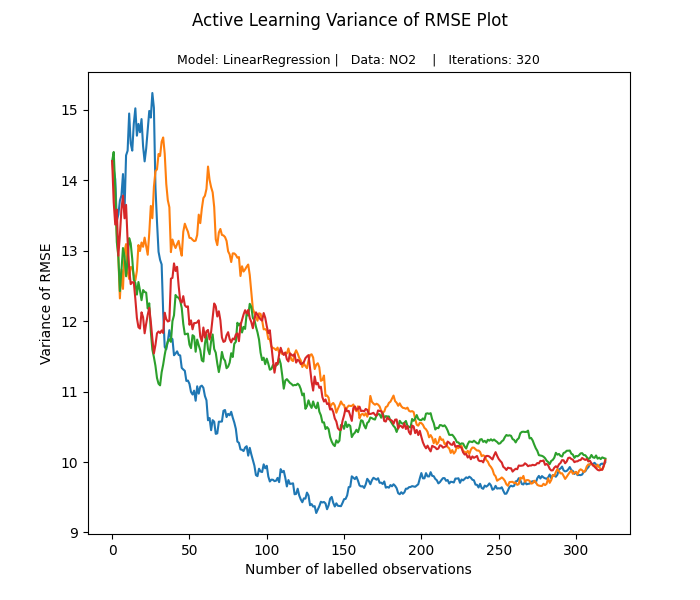 Active Learning Variance of RMSE Plot
Model: LinearRegression |   Data: NO2    |   Iterations: 320
15
14
13
12
11
10
9
Variance of RMSE
0 50 100 150 200 250 300
Number of labelled observations